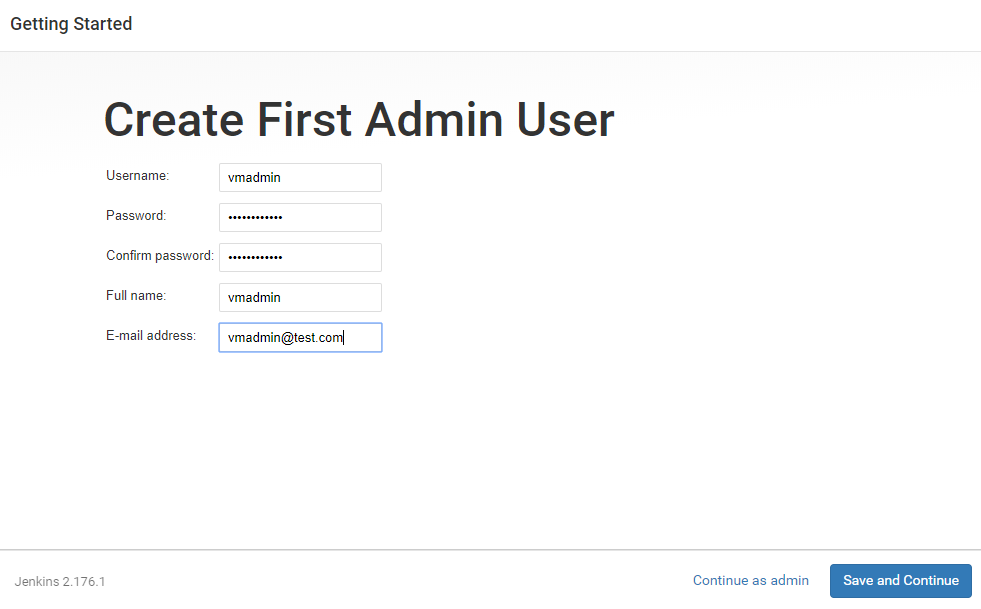 Getting Started
Create First Admin User
Username: vmadmin
Password: ••••••••••••
Confirm password: ••••••••••••
Full name: vmadmin
E-mail address: vmadmin@test.com
Jenkins 2.176.1 Continue as admin Save and Continue